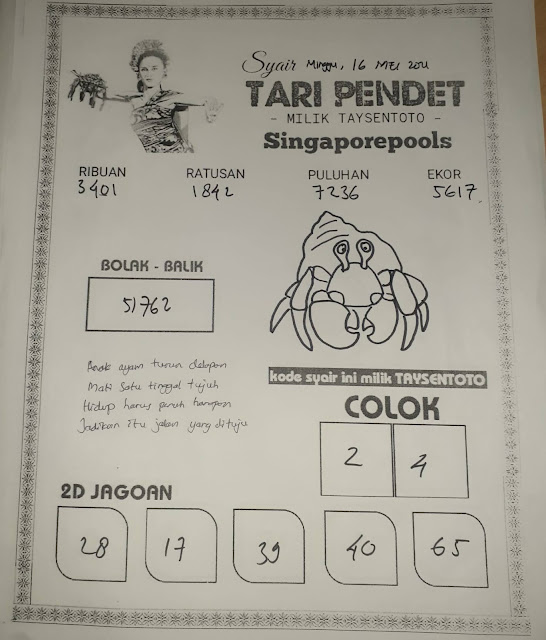 Syair Minggu, 16 MEI 2021
TARI PENDET
- MILIK TAYSENTOTO -
Singaporepools
RIBUAN RATUSAN PULUHAN EKOR
3401 1842 7236 5617
BOLAK - BALIK
51762
Anak ayam turun delapan
Mati satu tinggal tujuh
Hidup harus penuh harapan
Jadikan itu jalan yang dituju
kode syair ini milik TAYSENTOTO
COLOK
2 4
2D JAGOAN
28 17 39 40 65